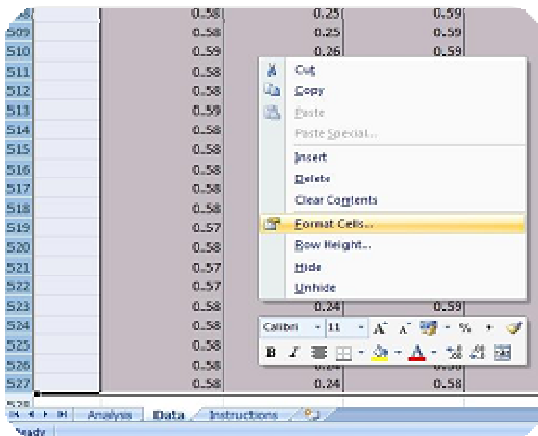 0.58 0.25 0.59
509 0.58 0.25 0.59
510 0.59 0.26 0.59
511 0.58 Cut
512 0.58 Copy
513 0.59 Paste
514 0.58 Paste Special...
515 0.58 Insert
516 0.58 Delete
517 0.58
518 0.58 Clear Contents
519 0.57 Format Cells...
520 0.58 Row Height...
521 0.57 Hide
522 0.57 Unhide
523 0.58 0.24 0.59
524 0.58 Calibri 11 A A % ,
525 0.58 B I A
526 0.58
527 0.58 0.24 0.58
Analysis Data Instructions
Ready